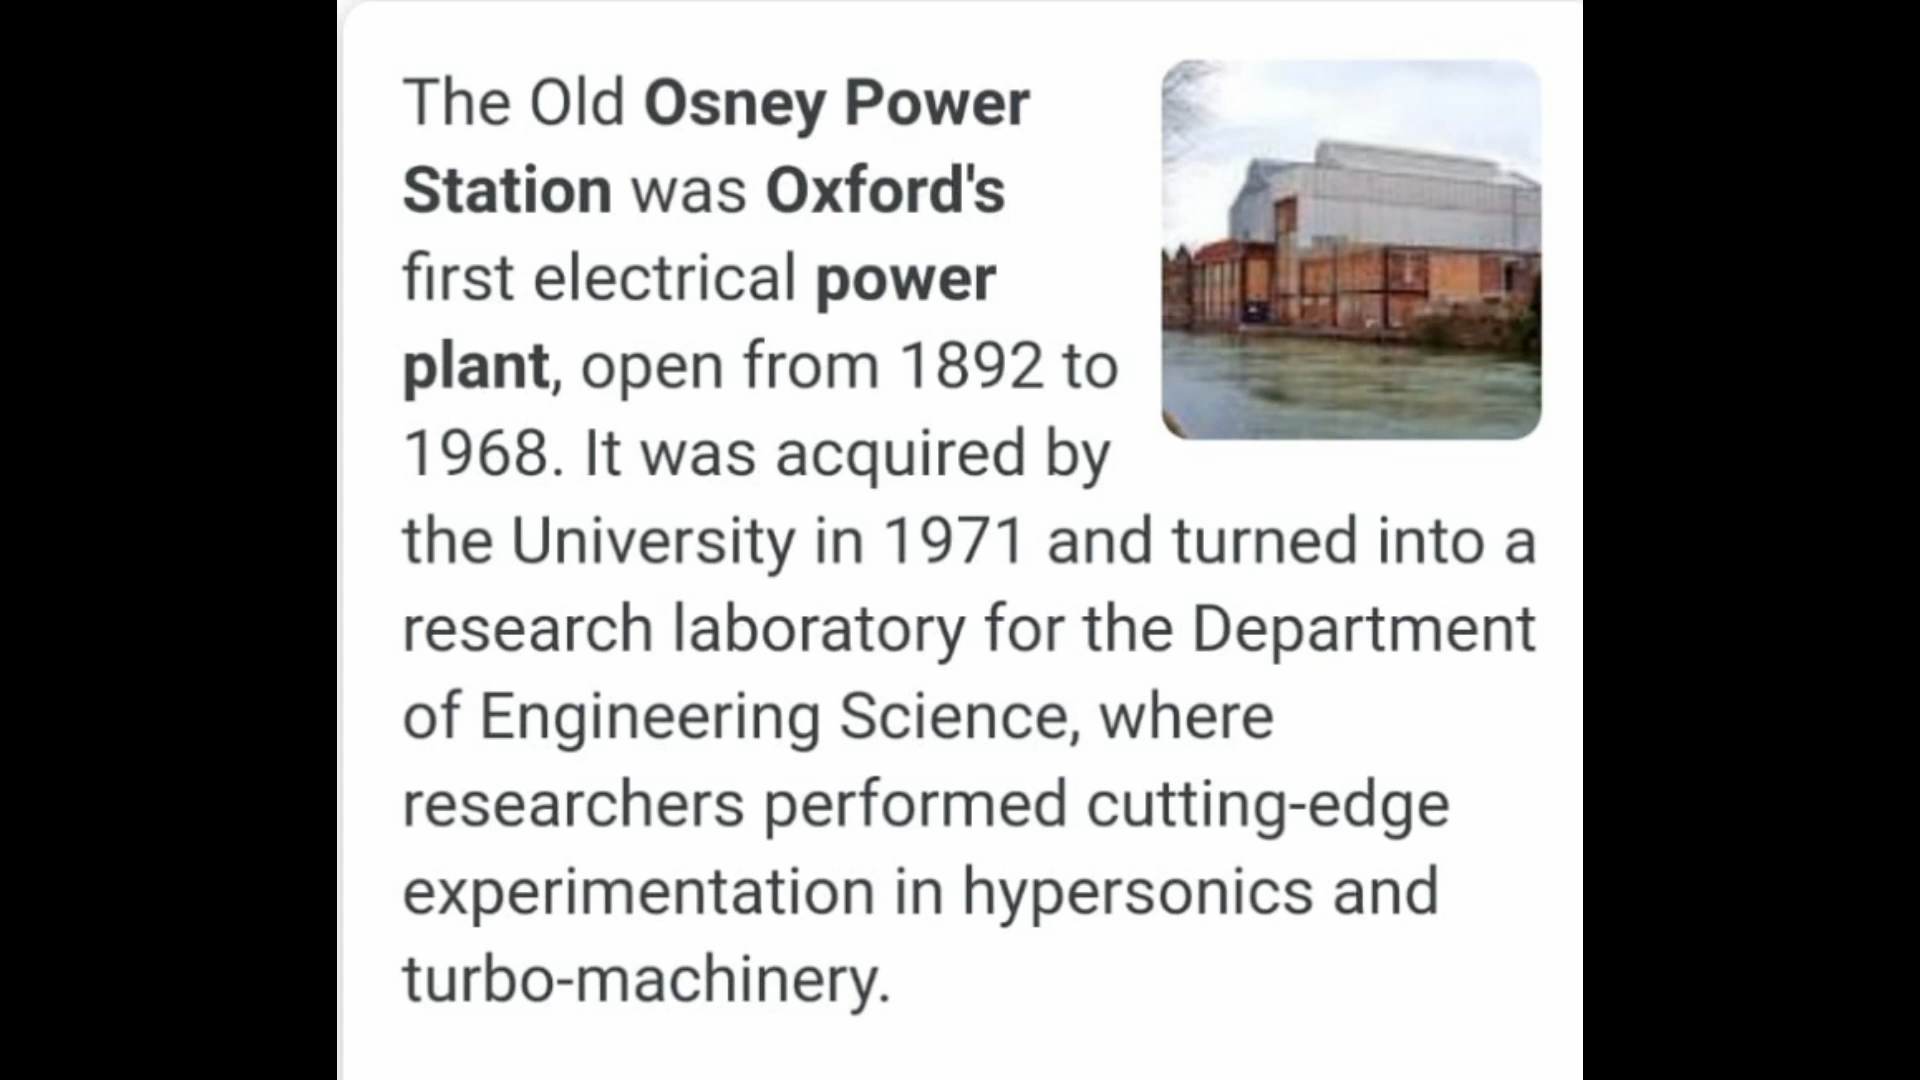 The Old Osney Power
Station was Oxford's
first electrical power
plant, open from 1892 to
1968. It was acquired by
the University in 1971 and turned into a
research laboratory for the Department
of Engineering Science, where
researchers performed cutting-edge
experimentation in hypersonics and
turbo-machinery.